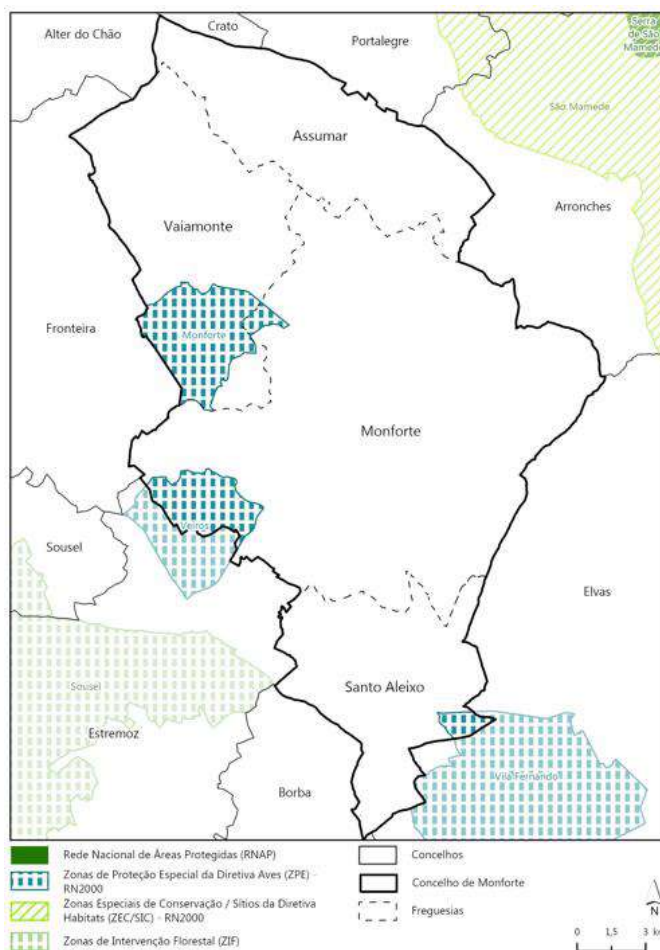 Crato
Alter do Chão
Portalegre
Serra
de São
Mamede
São Mamede
Assumar
Arronches
Vaiamonte
Fronteira
Monforte
Monforte
Veiros
Sousel
Elvas
Sousel
Santo Aleixo
Estremoz
Vila Fernando
Borba
Rede Nacional de Áreas Protegidas (RNAP)
Zonas de Proteção Especial da Diretiva Aves (ZPE) -
RN2000
Zonas Especiais de Conservação / Sítios da Diretiva
Habitats (ZEC/SIC) - RN2000
Zonas de Intervenção Florestal (ZIF)
Concelhos
Concelho de Monforte
Freguesias
N
0 1,5 3